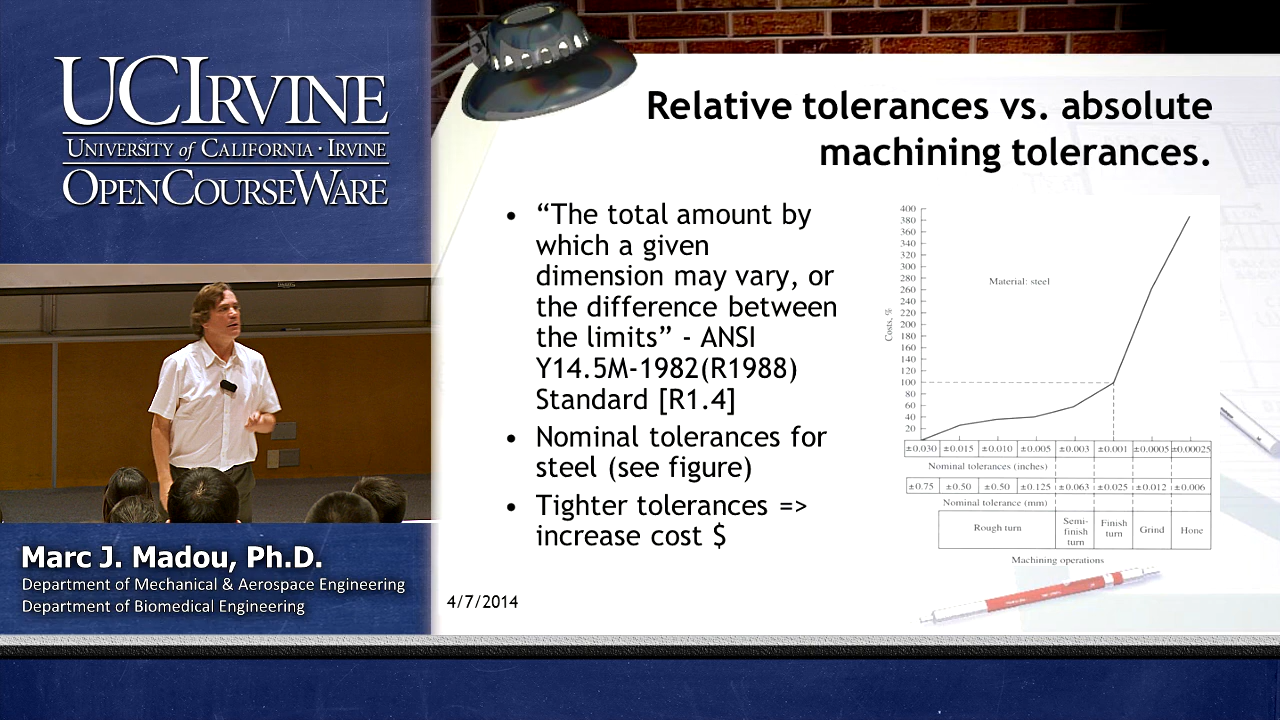 UCIRVINE
UNIVERSITY of CALIFORNIA · IRVINE
OPENCOURSEWARE
Marc J. Madou, Ph.D.
Department of Mechanical & Aerospace Engineering
Department of Biomedical Engineering
Relative tolerances vs. absolute
machining tolerances.
• “The total amount by
which a given
dimension may vary, or
the difference between
the limits” - ANSI
Y14.5M-1982(R1988)
Standard [R1.4]
• Nominal tolerances for
steel (see figure)
• Tighter tolerances =>
increase cost $
4/7/2014
400
380
360
340
320
300
280
260
240
220
200
180
160
140
120
100
80
60
40
20
Costs, %
Material: steel
±0.030 ±0.015 ±0.010 ±0.005 ±0.003 ±0.001 ±0.0005 ±0.00025
Nominal tolerances (inches)
±0.75 ±0.50 ±0.50 ±0.125 ±0.063 ±0.025 ±0.012 ±0.006
Nominal tolerance (mm)
Rough turn
Semi-
finish
turn
Finish
turn
Grind
Hone
Machining operations